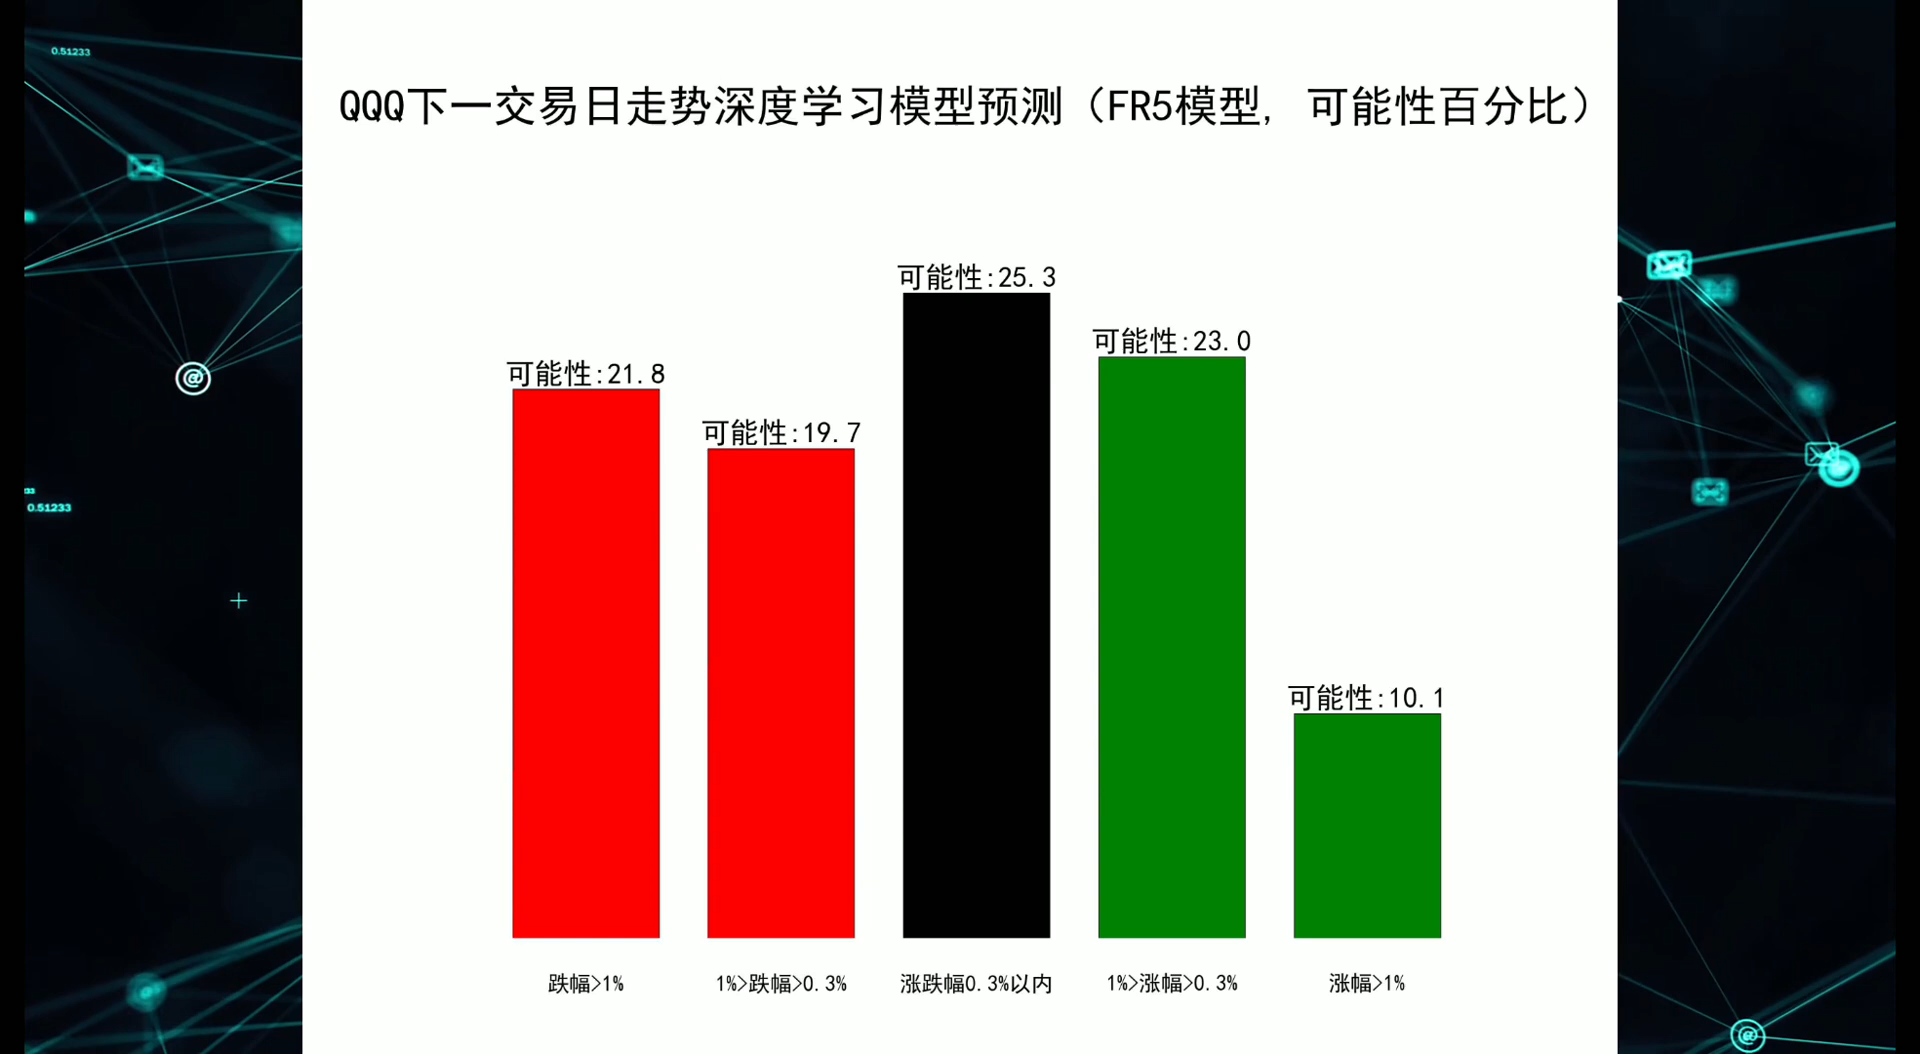 0.51233
QQQ下一交易日走势深度学习模型预测（FR5模型, 可能性百分比）
可能性:25.3
可能性:23.0
可能性:21.8
可能性:19.7
0.51233
可能性:10.1
跌幅>1%
1%>跌幅>0.3%
涨跌幅0.3%以内
1%>涨幅>0.3%
涨幅>1%